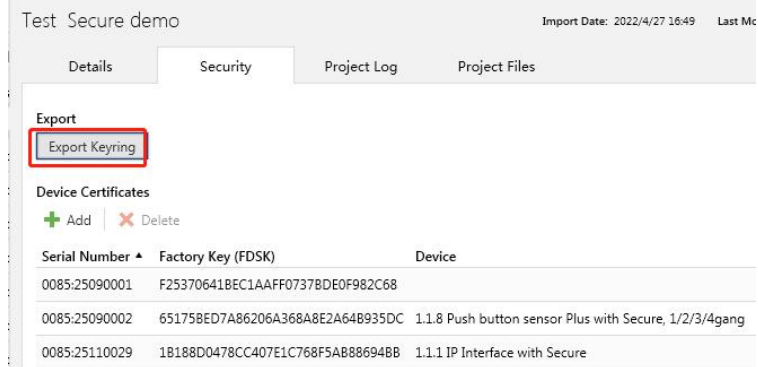 Test Secure demo
Import Date: 2022/4/27 16:49 Last Mo
Details Security Project Log Project Files
Export
Export Keyring
Device Certificates
Add Delete
Serial Number Factory Key (FDSK) Device
0085:25090001 F25370641BEC1AAFF0737BDE0F982C68
0085:25090002 65175BED7A86206A368A8E2A64B935DC 1.1.8 Push button sensor Plus with Secure, 1/2/3/4gang
0085:25110029 1B188D0478CC407E1C768F5AB88694BB 1.1.1 IP Interface with Secure